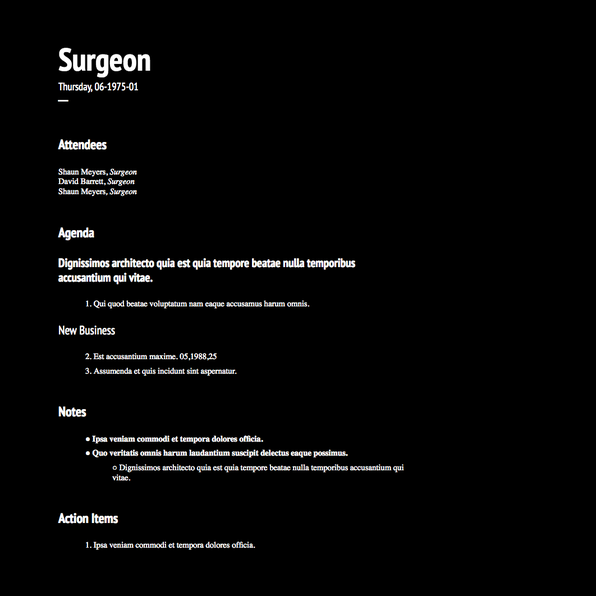 Surgeon
Thursday, 06-1975-01
—
Attendees
Shaun Meyers, Surgeon
David Barrett, Surgeon
Shaun Meyers, Surgeon
Agenda
Dignissimos architecto quia est quia tempore beatae nulla temporibus
accusantium qui vitae.
1. Qui quod beatae voluptatum nam eaque accusamus harum omnis.
New Business
2. Est accusantium maxime. 05,1988,25
3. Assumenda et quis incidunt sint aspernatur.
Notes
● Ipsa veniam commodi et tempora dolores officia.
● Quo veritatis omnis harum laudantium suscipit delectus eaque possimus.
○ Dignissimos architecto quia est quia tempore beatae nulla temporibus accusantium qui
vitae.
Action Items
1. Ipsa veniam commodi et tempora dolores officia.